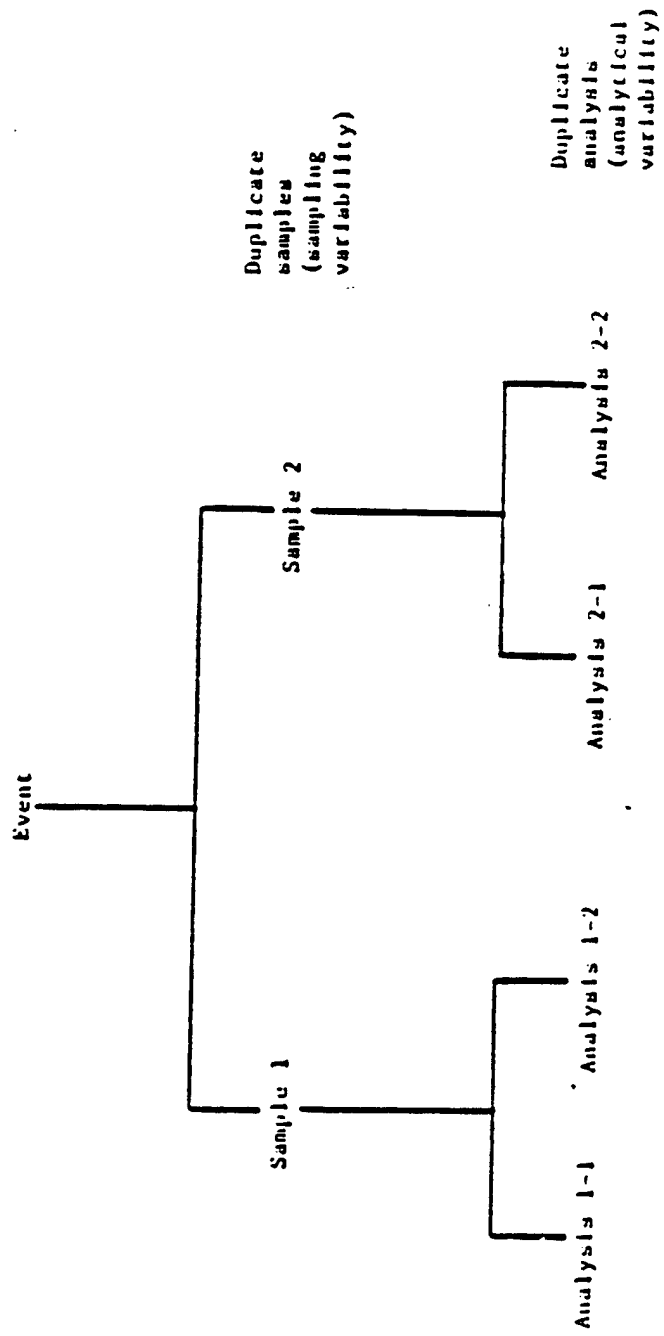 Event
Sample 1
Sample 2
Duplicate
samples
(sampling
variability)
Analysis 1-1
Analysis 1-2
Analysis 2-1
Analysis 2-2
Duplicate
analysis
(analytical
variability)